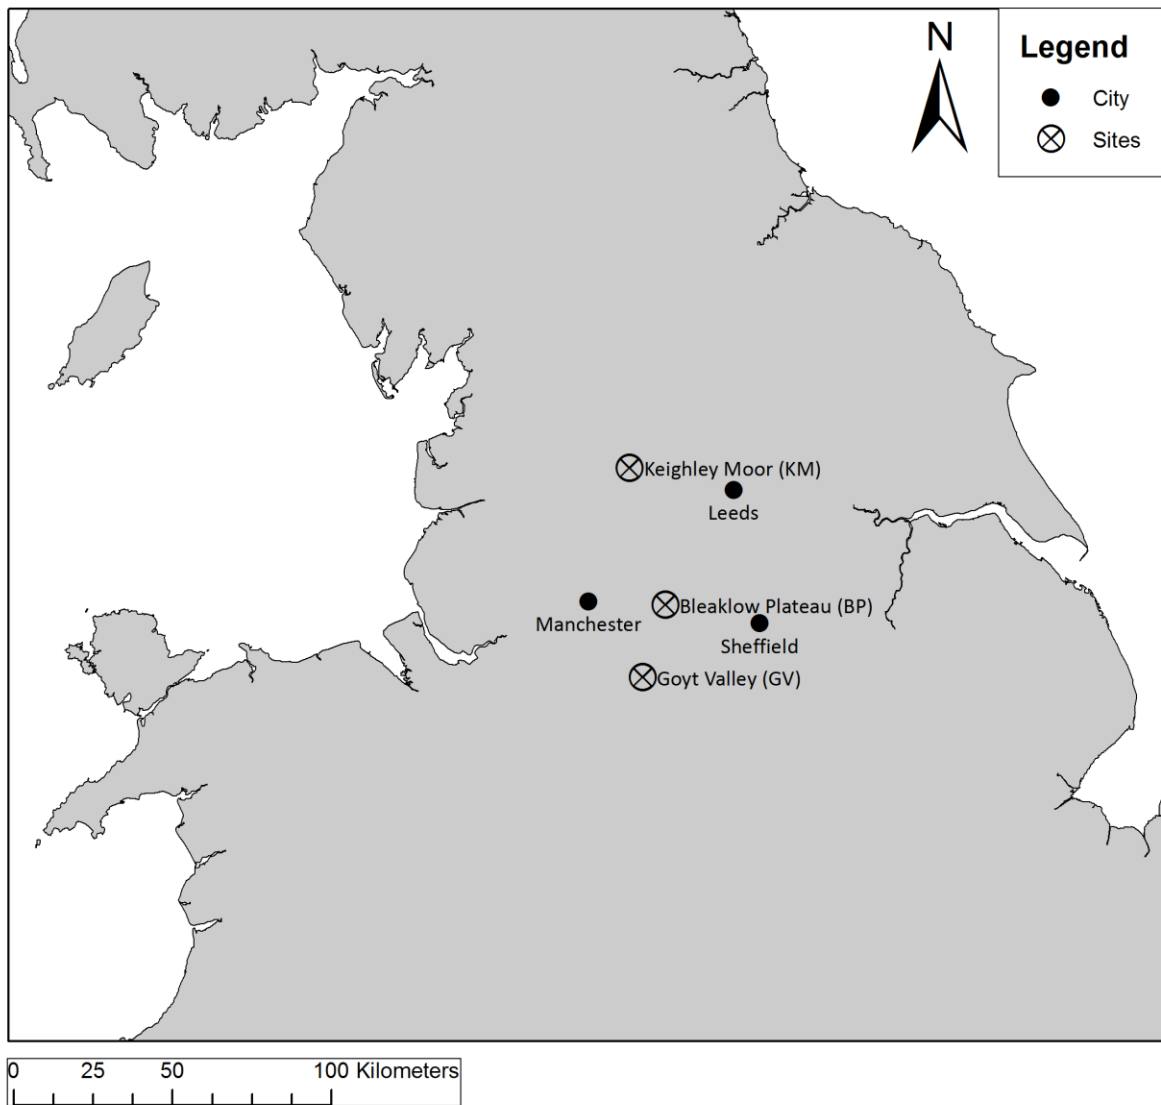 N
Legend
City
Sites
Keighley Moor (KM)
Leeds
Bleaklow Plateau (BP)
Manchester
Sheffield
Goyt Valley (GV)
0 25 50 100 Kilometers